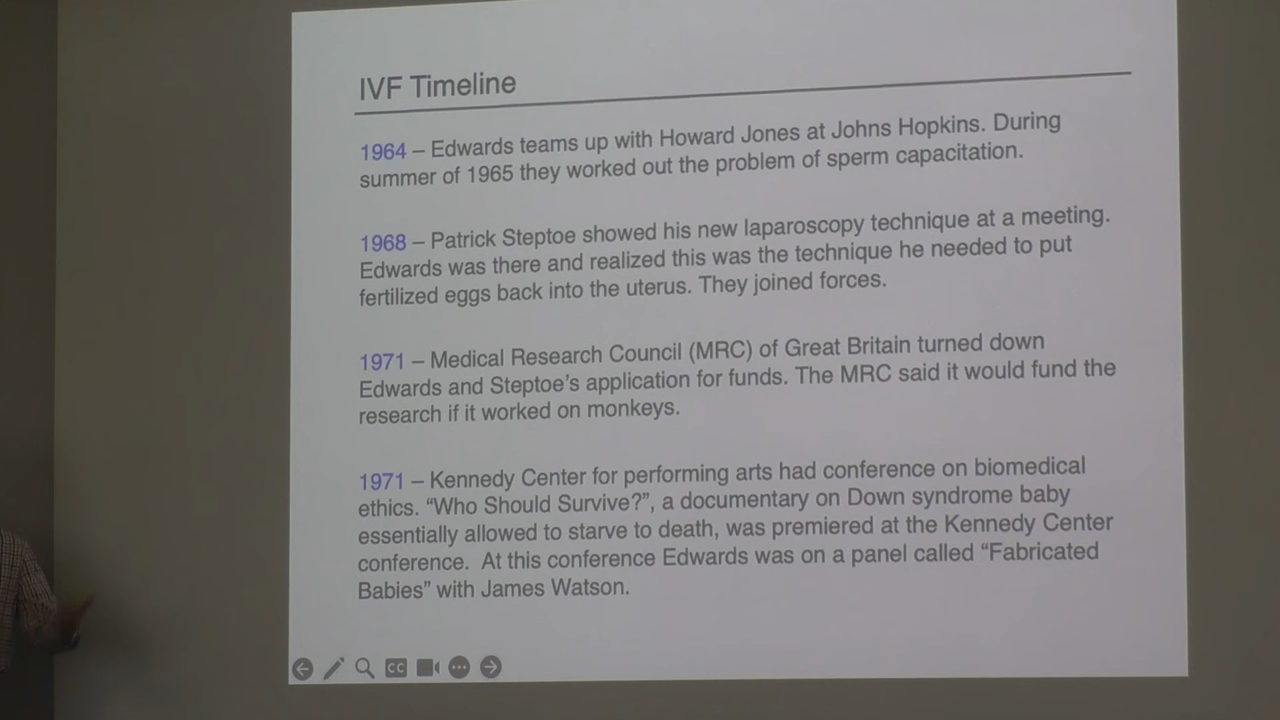 IVF Timeline
1964 – Edwards teams up with Howard Jones at Johns Hopkins. During
summer of 1965 they worked out the problem of sperm capacitation.
1968 – Patrick Steptoe showed his new laparoscopy technique at a meeting.
Edwards was there and realized this was the technique he needed to put
fertilized eggs back into the uterus. They joined forces.
1971 – Medical Research Council (MRC) of Great Britain turned down
Edwards and Steptoe’s application for funds. The MRC said it would fund the
research if it worked on monkeys.
1971 – Kennedy Center for performing arts had conference on biomedical
ethics. “Who Should Survive?”, a documentary on Down syndrome baby
essentially allowed to starve to death, was premiered at the Kennedy Center
conference. At this conference Edwards was on a panel called “Fabricated
Babies” with James Watson.
CC